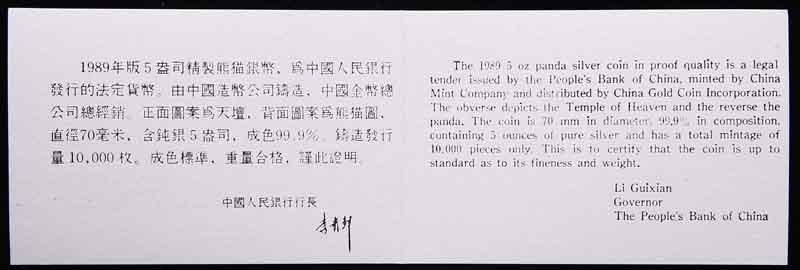 1989年版5盎司精製熊猫銀幣、爲中國人民銀行
發行的法定貨幣。由中國造幣公司鑄造，中國金幣總
公司總經銷。正面圖案爲天壇，背面圖案爲熊猫圖，
直徑70毫米，含純銀5盎司，成色99.9%。鑄造發行
量10,000枚。成色標準，重量合格，謹此證明。
中國人民銀行行長
The 1989 5 oz panda silver coin in proof quality is a legal
tender issued by the People's Bank of China, minted by China
Mint Company and distributed by China Gold Coin Incorporation.
The obverse depicts the Temple of Heaven and the reverse the
panda. The coin is 70 mm in diameter, 99.9% in composition,
containing 5 ounces of pure silver and has a total mintage of
10,000 pieces only. This is to certify that the coin is up to
standard as to its fineness and weight.
Li Guixian
Governor
The People's Bank of China